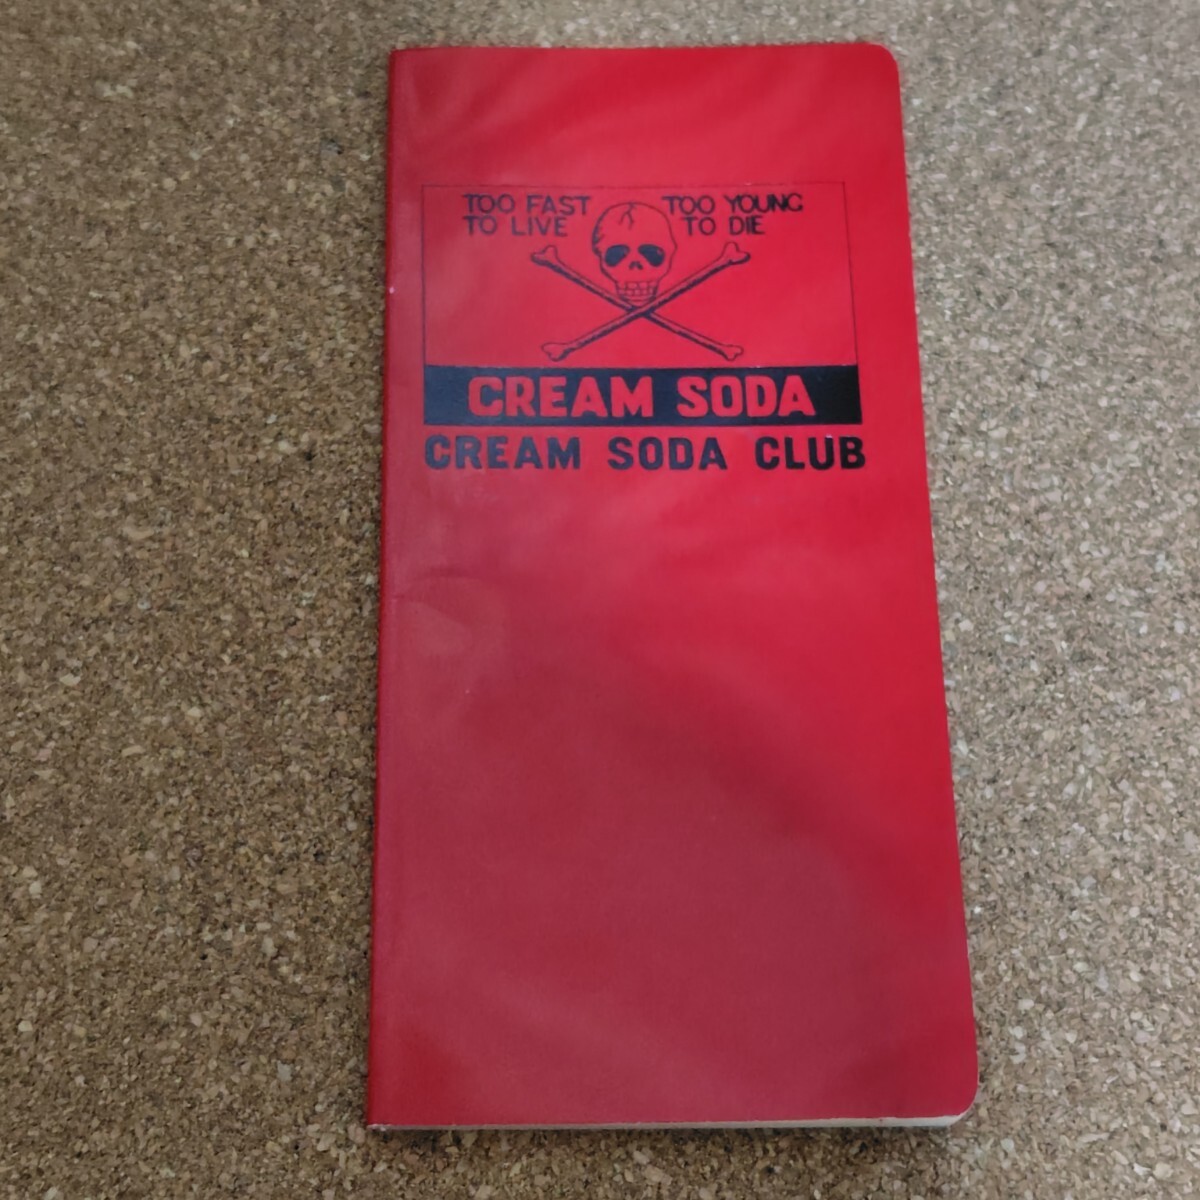 TOO FAST TOO YOUNG
TO LIVE TO DIE
CREAM SODA
CREAM SODA CLUB